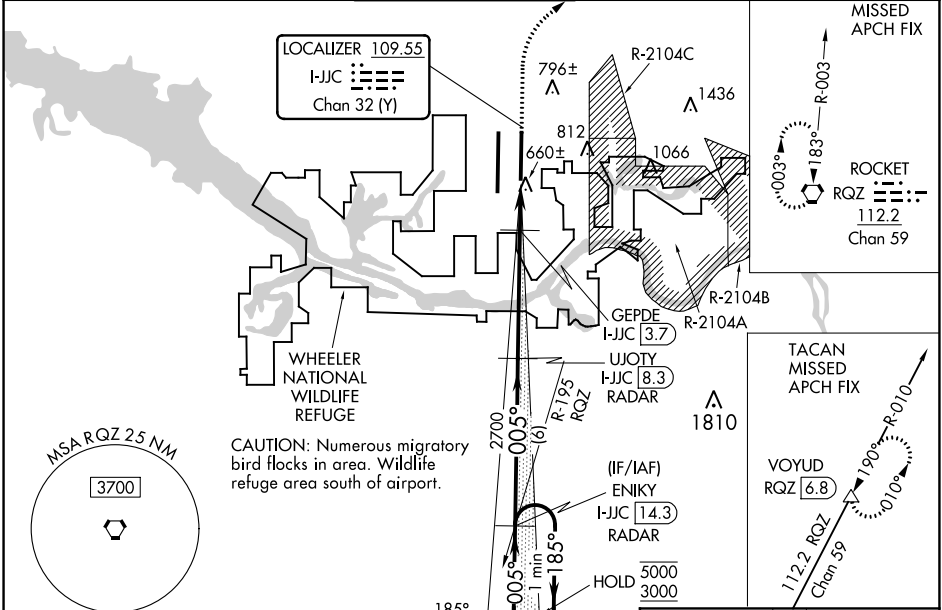 LOCALIZER 109.55
I-JJC
Chan 32 (Y)
796±
R-2104C
1436
812
660±
1066
MISSED
APCH FIX
R-003
183°
003°
ROCKET
RQZ
112.2
Chan 59
R-2104B
R-2104A
GEPDE
I-JJC 3.7
UJOTY
I-JJC 8.3
RADAR
R-195
RQZ
WHEELER
NATIONAL
WILDLIFE
REFUGE
2700
005°
(6)
1810
TACAN
MISSED
APCH FIX
R-010
190°
010°
VOYUD
RQZ 6.8
112.2 RQZ
Chan 59
MSA RQZ 25 NM
3700
CAUTION: Numerous migratory
bird flocks in area. Wildlife
refuge area south of airport.
(IF/IAF)
ENIKY
I-JJC 14.3
RADAR
005°
1 min
185°
HOLD 5000
3000
185°